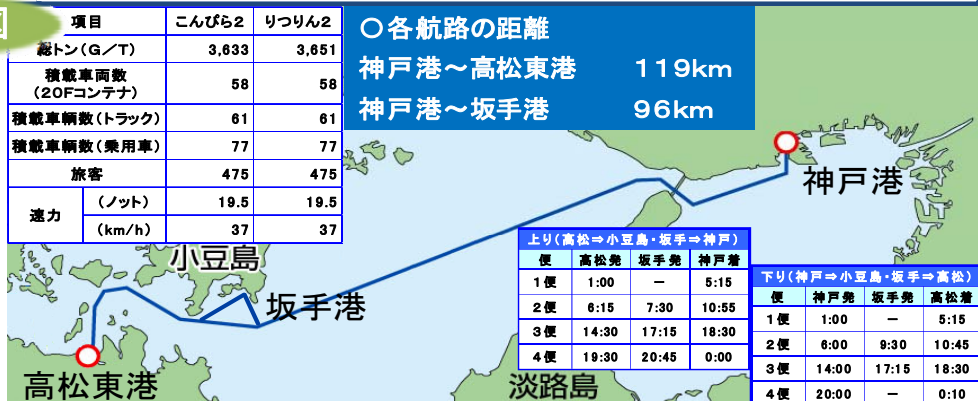 項目 こんぴら2 りつりん2
総トン(G/T) 3,633 3,651
積載車両数
(20Fコンテナ) 58 58
積載車輌数(トラック) 61 61
積載車輌数(乗用車) 77 77
旅客 475 475
速力 (ノット) 19.5 19.5
(km/h) 37 37
○各航路の距離
神戸港~高松東港 119km
神戸港~坂手港 96km
神戸港
小豆島
坂手港
高松東港
淡路島
上り(高松⇒小豆島・坂手⇒神戸)
便 高松発 坂手発 神戸着
1便 1:00 - 5:15
2便 6:15 7:30 10:55
3便 14:30 17:15 18:30
4便 19:30 20:45 0:00
下り(神戸⇒小豆島・坂手⇒高松)
便 神戸発 坂手発 高松着
1便 1:00 - 5:15
2便 6:00 9:30 10:45
3便 14:00 17:15 18:30
4便 20:00 - 0:10